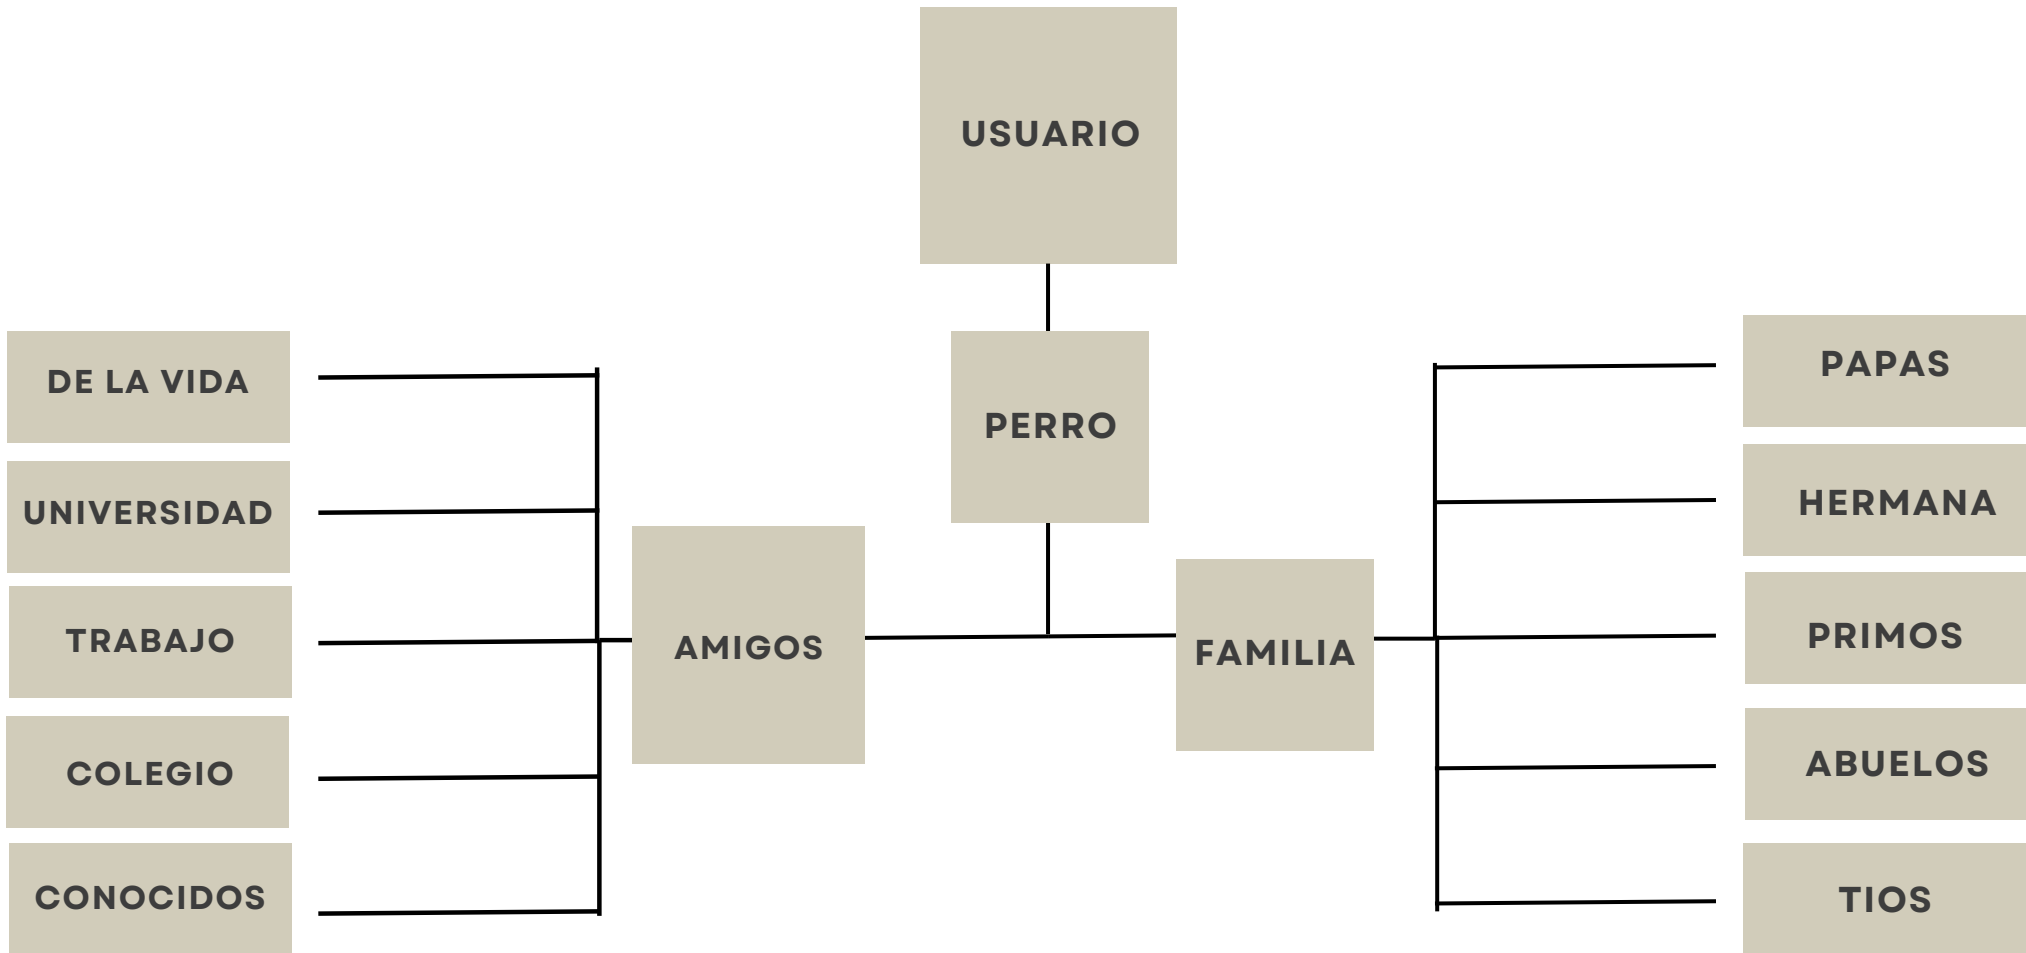 USUARIO
PERRO
AMIGOS
FAMILIA
DE LA VIDA
UNIVERSIDAD
TRABAJO
COLEGIO
CONOCIDOS
PAPAS
HERMANA
PRIMOS
ABUELOS
TIOS